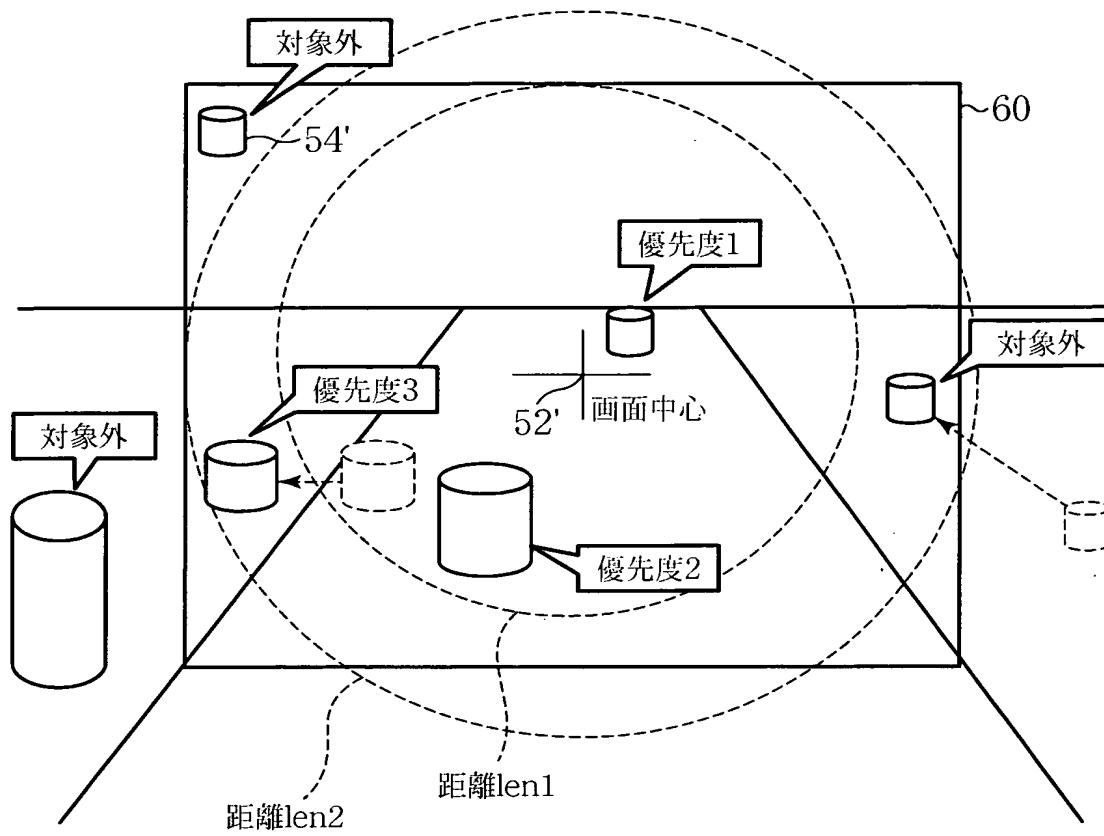 対象外
60
54'
優先度1
対象外
優先度3
52'
画面中心
対象外
優先度2
距離len1
距離len2